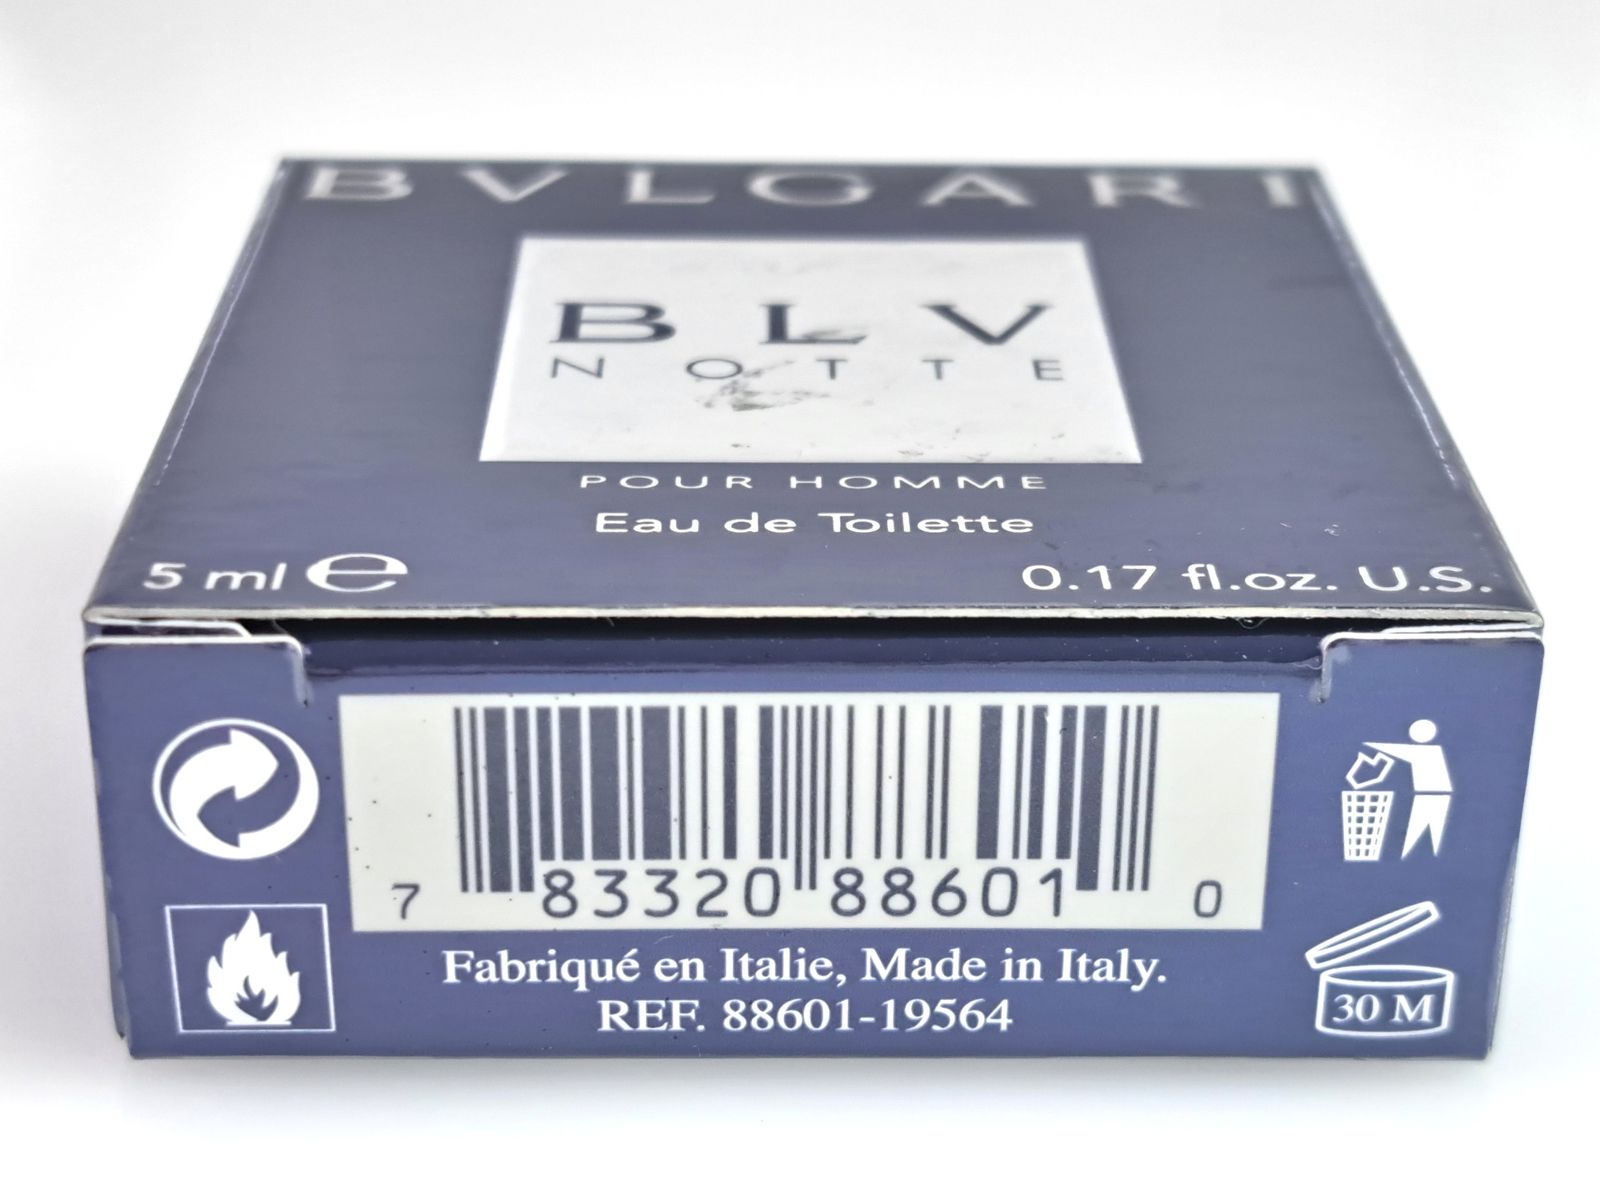 BVLGARI
BLV
NOTTE
POUR HOMME
Eau de Toilette
5 ml e
0.17 fl.oz. U.S.
7 83320 88601 0
Fabriqué en Italie, Made in Italy.
REF. 88601-19564
30 M